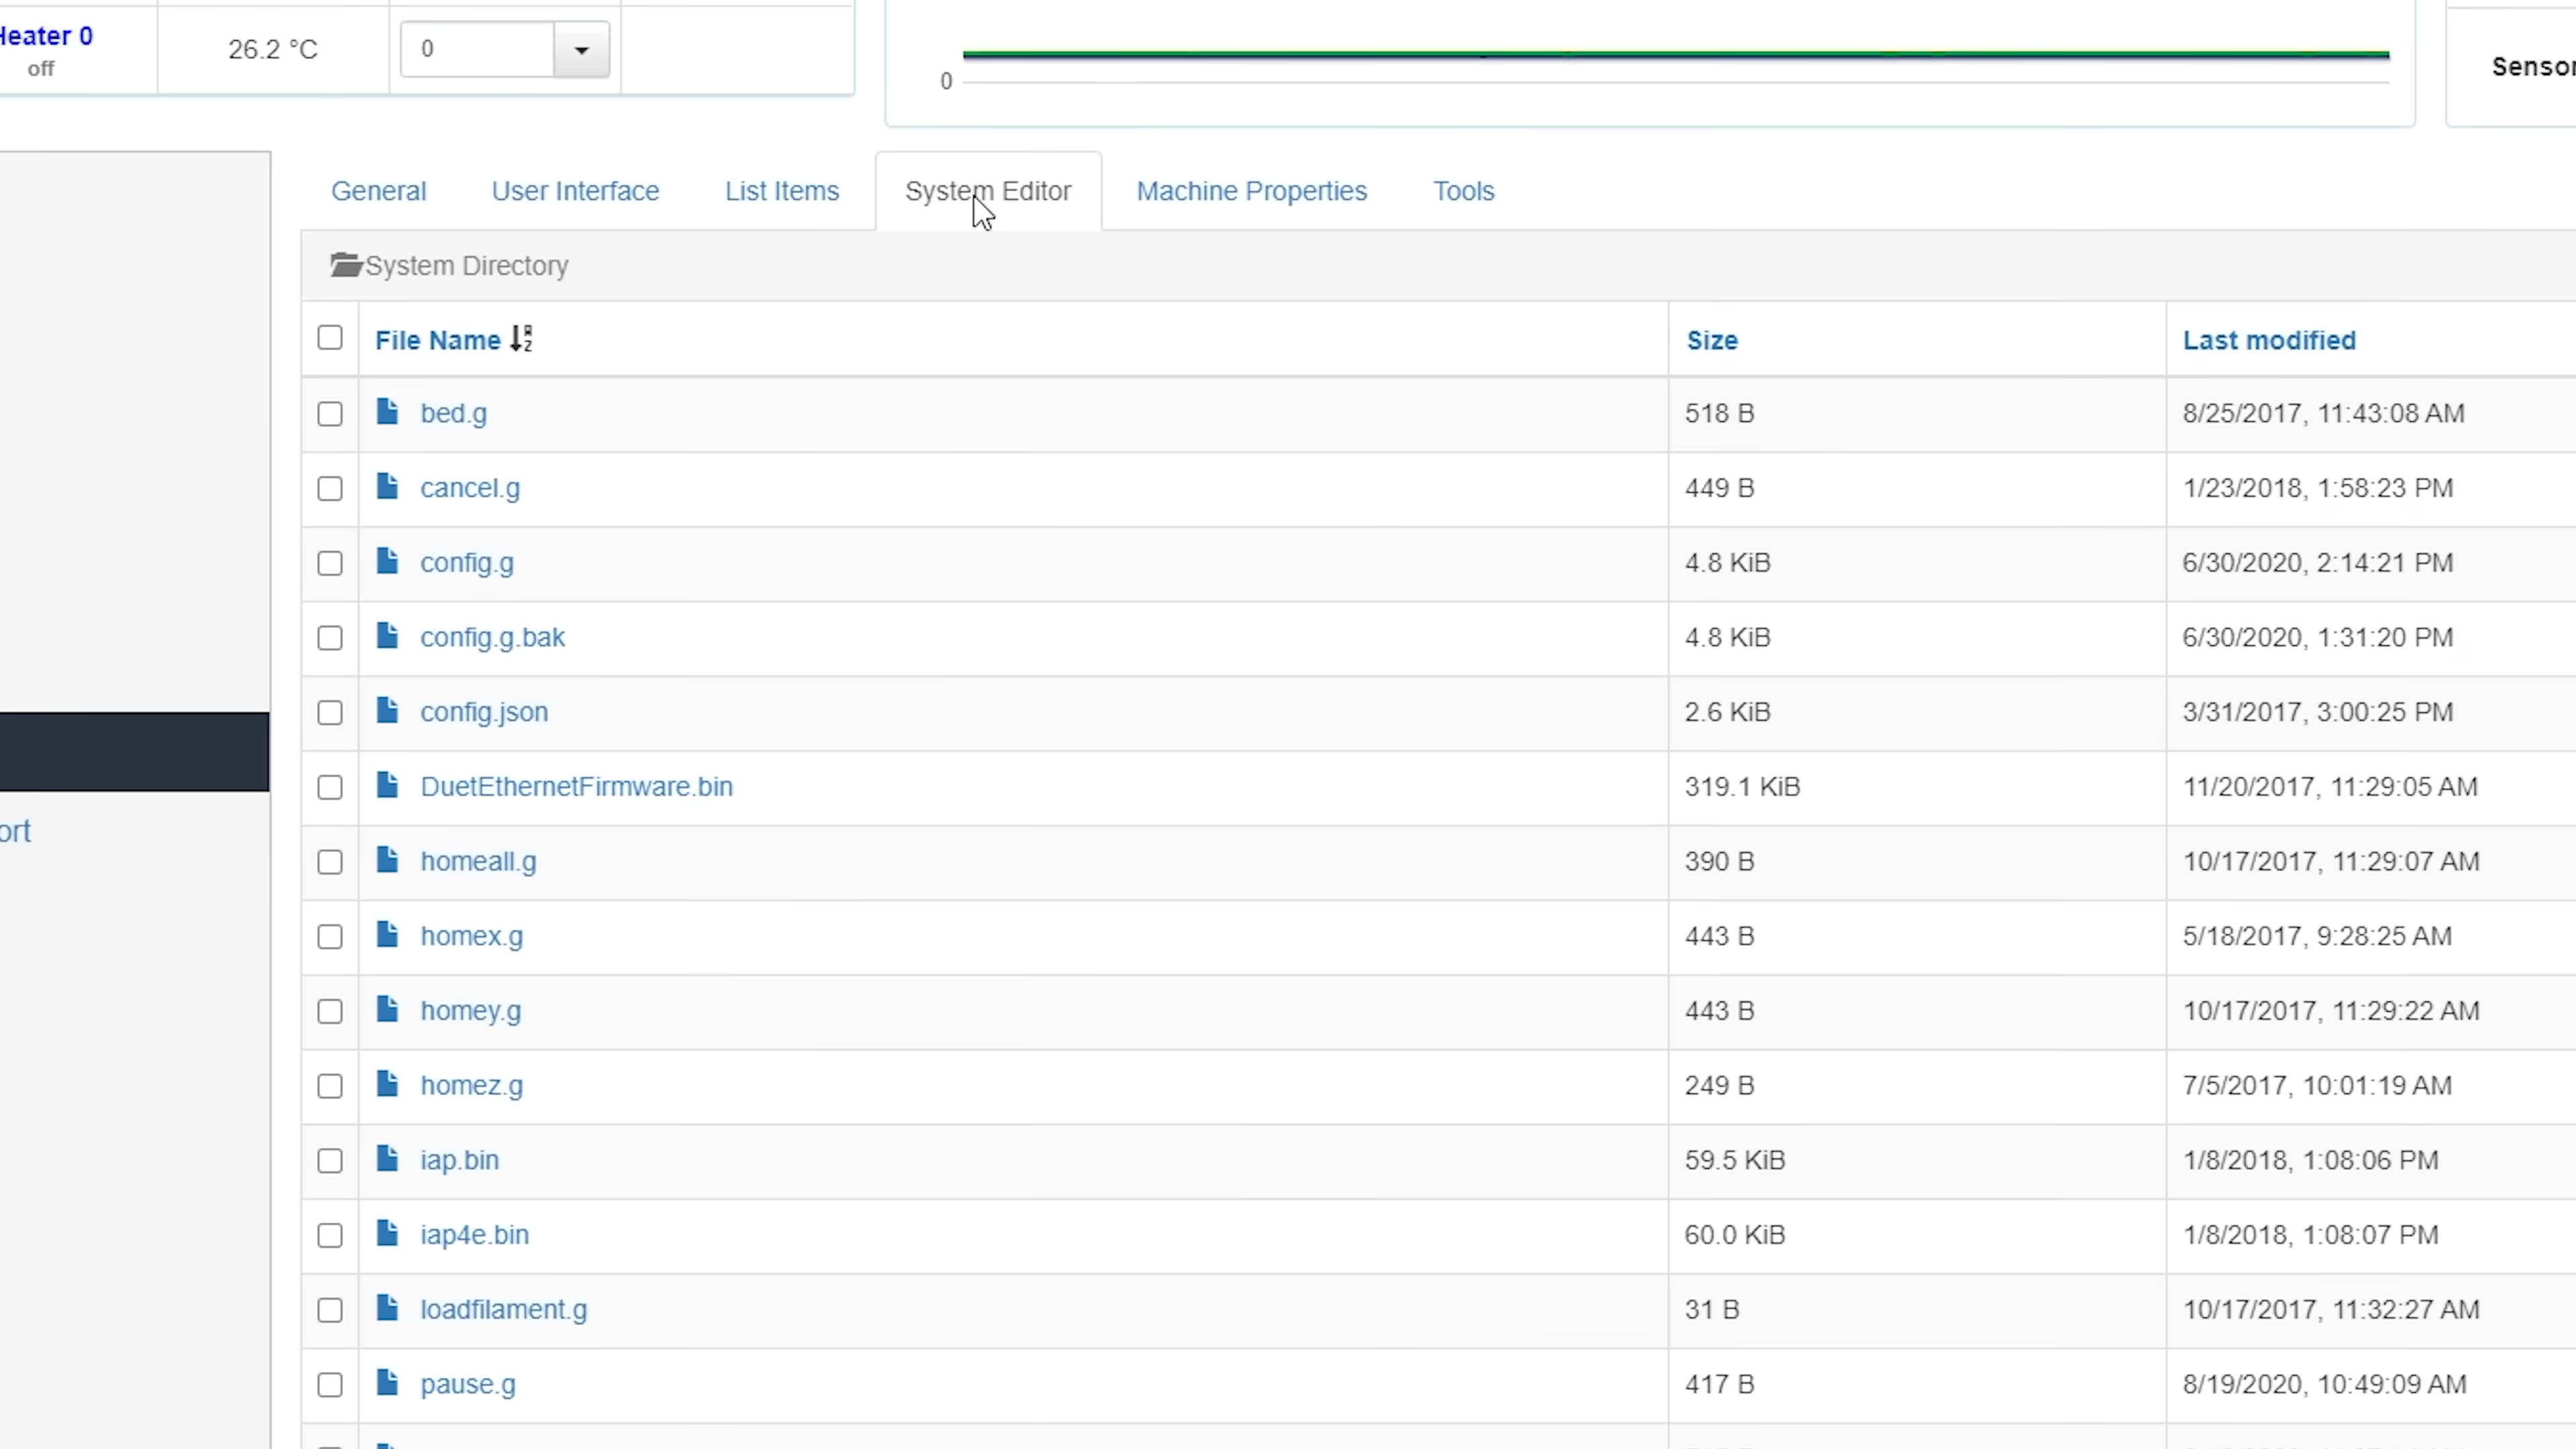 Heater 0
off
26.2 °C
0
0
Sensor
General
User Interface
List Items
System Editor
Machine Properties
Tools
System Directory
File Name
Size
Last modified
bed.g
518 B
8/25/2017, 11:43:08 AM
cancel.g
449 B
1/23/2018, 1:58:23 PM
config.g
4.8 KiB
6/30/2020, 2:14:21 PM
config.g.bak
4.8 KiB
6/30/2020, 1:31:20 PM
config.json
2.6 KiB
3/31/2017, 3:00:25 PM
DuetEthernetFirmware.bin
319.1 KiB
11/20/2017, 11:29:05 AM
ort
homeall.g
390 B
10/17/2017, 11:29:07 AM
homex.g
443 B
5/18/2017, 9:28:25 AM
homey.g
443 B
10/17/2017, 11:29:22 AM
homez.g
249 B
7/5/2017, 10:01:19 AM
iap.bin
59.5 KiB
1/8/2018, 1:08:06 PM
iap4e.bin
60.0 KiB
1/8/2018, 1:08:07 PM
loadfilament.g
31 B
10/17/2017, 11:32:27 AM
pause.g
417 B
8/19/2020, 10:49:09 AM